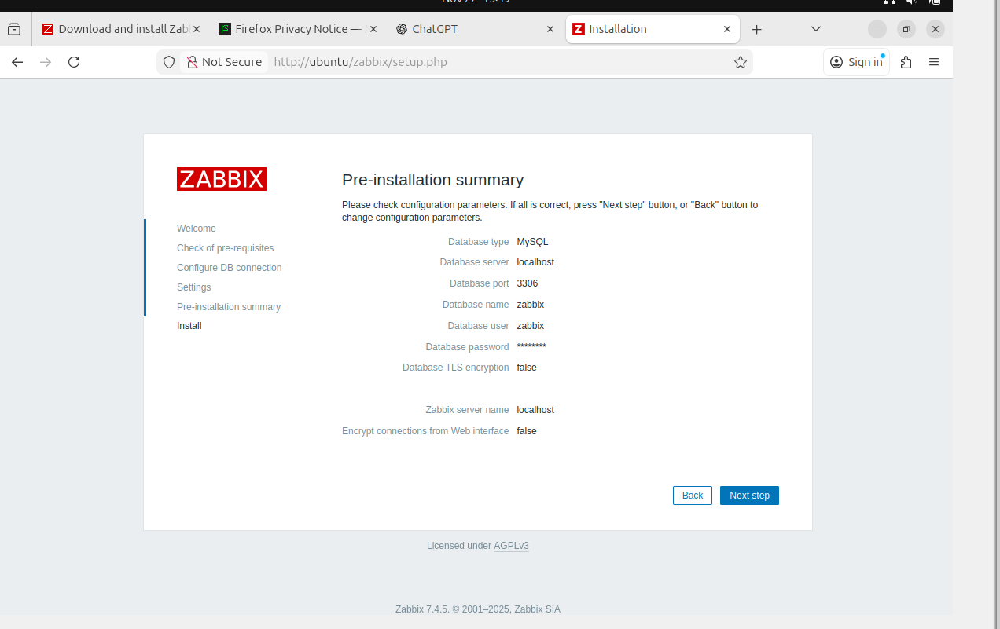 Nov 22 15:49
Download and install Zab
Firefox Privacy Notice —
ChatGPT
Installation
Not Secure
http://ubuntu/zabbix/setup.php
Sign in
ZABBIX
Welcome
Check of pre-requisites
Configure DB connection
Settings
Pre-installation summary
Install
Pre-installation summary
Please check configuration parameters. If all is correct, press "Next step" button, or "Back" button to
change configuration parameters.
Database type MySQL
Database server localhost
Database port 3306
Database name zabbix
Database user zabbix
Database password ********
Database TLS encryption false
Zabbix server name localhost
Encrypt connections from Web interface false
Back
Next step
Licensed under AGPLv3
Zabbix 7.4.5. © 2001–2025, Zabbix SIA